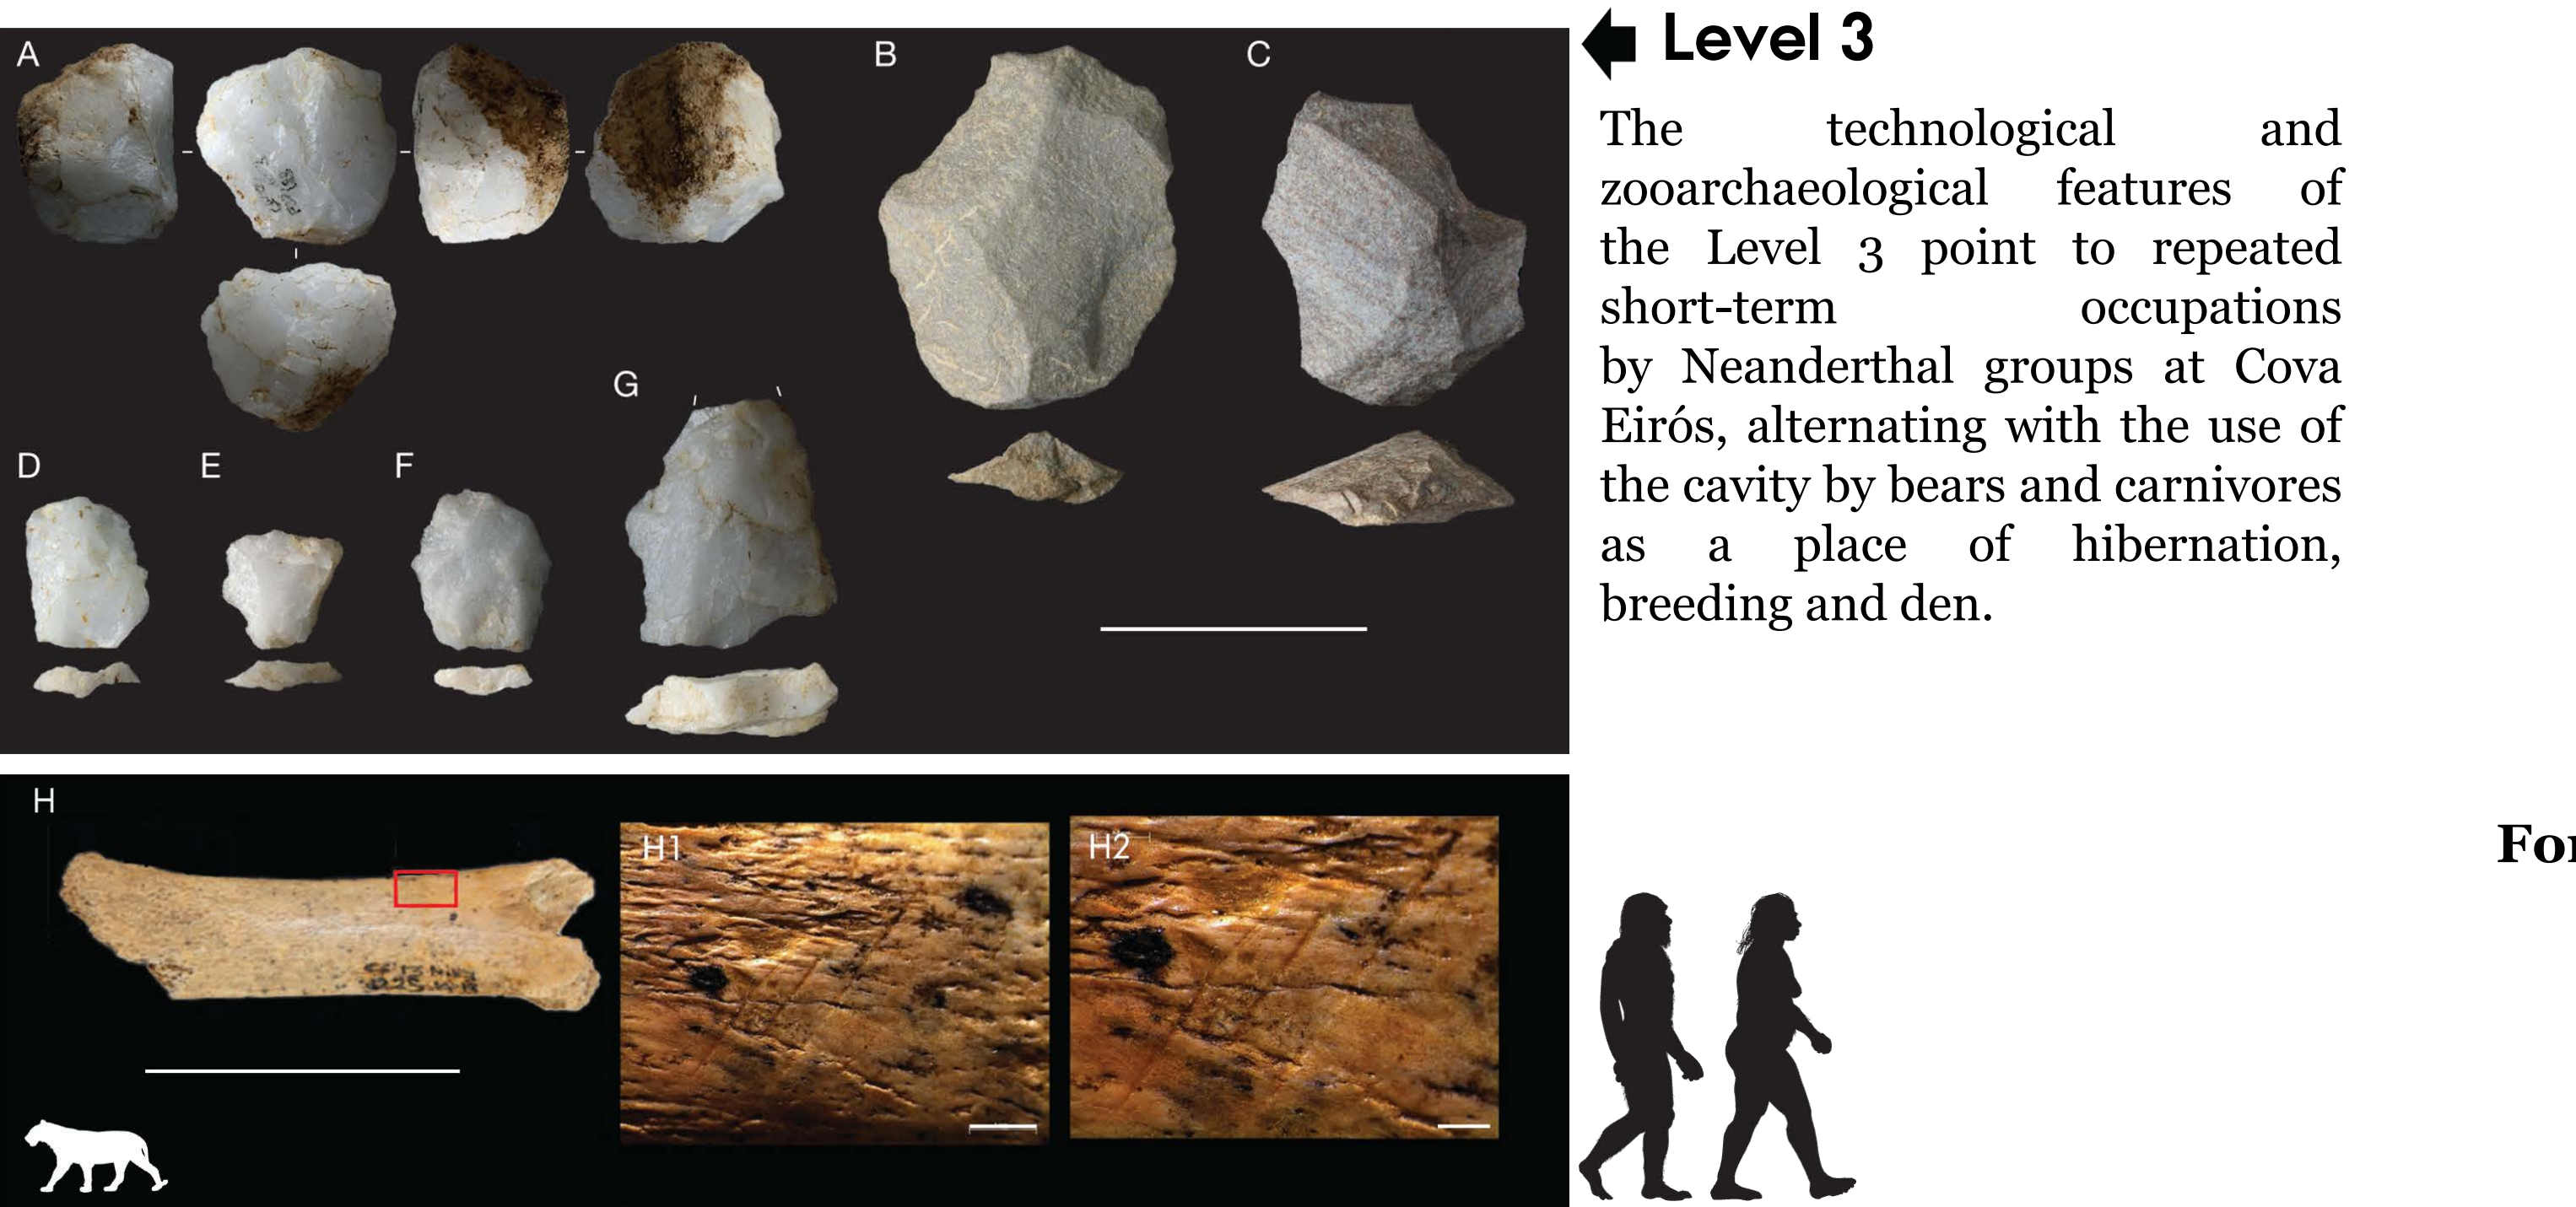 Level 3
A
B
C
The technological and
zooarchaeological features of
the Level 3 point to repeated
short-term occupations
by Neanderthal groups at Cova
Eirós, alternating with the use of
the cavity by bears and carnivores
as a place of hibernation,
breeding and den.
G
D
E
F
H
H1
H2